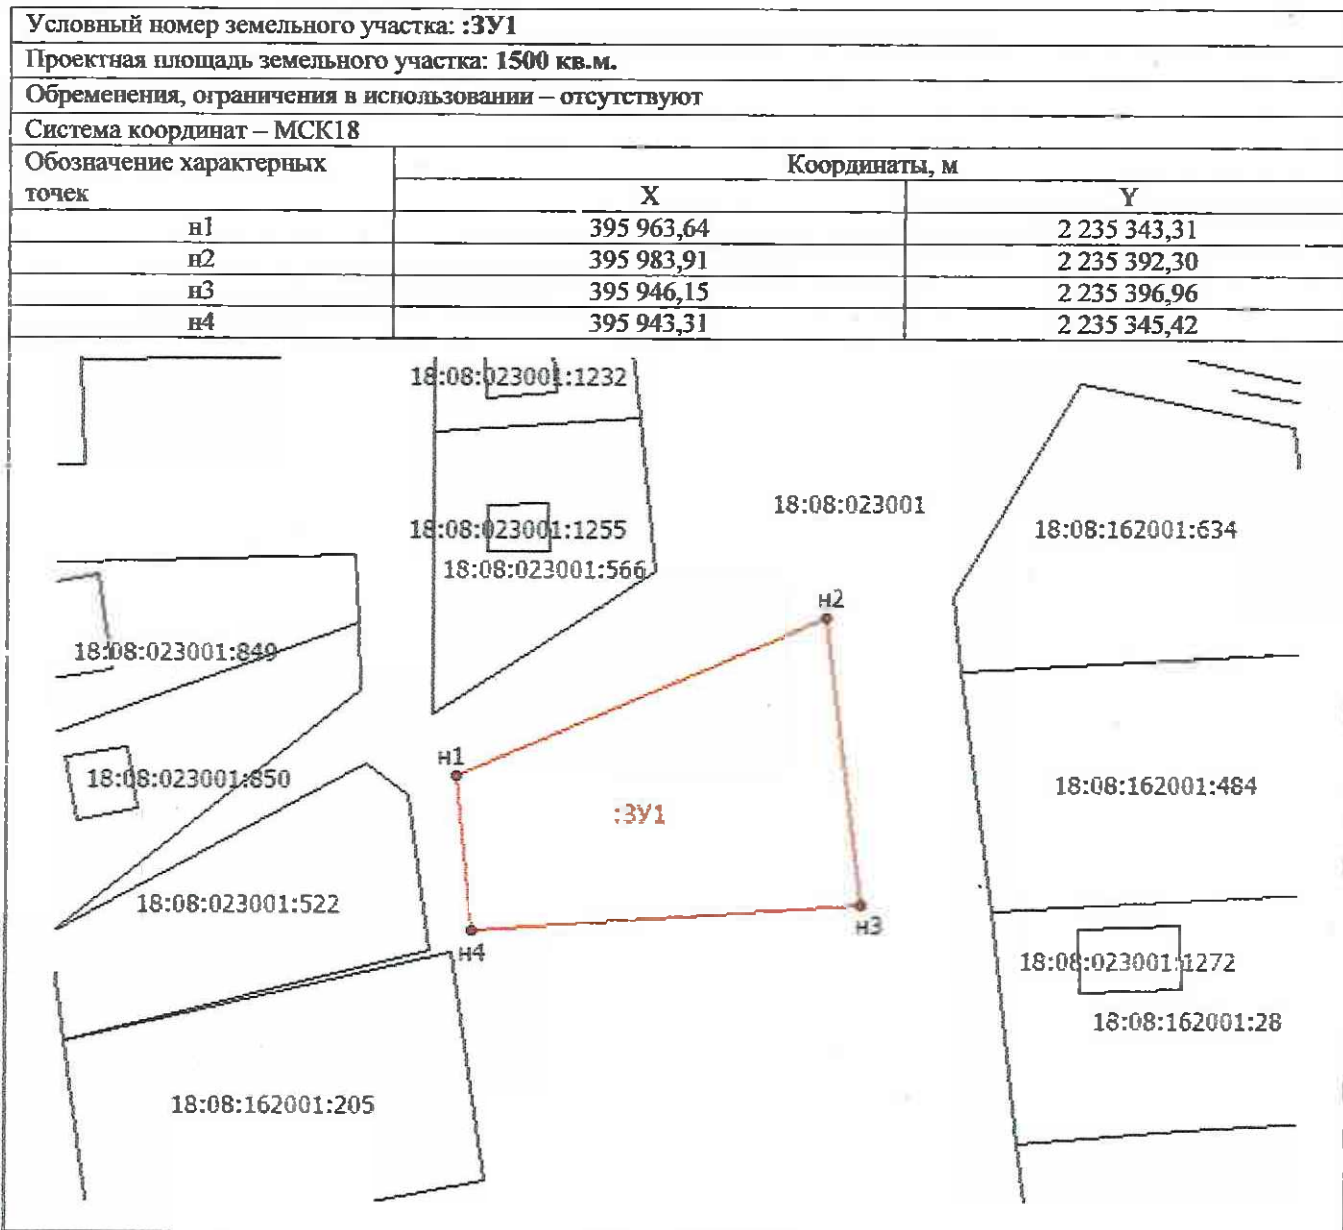 Условный номер земельного участка: :ЗУ1
Проектная площадь земельного участка: 1500 кв.м.
Обременения, ограничения в использовании – отсутствуют
Система координат – МСК18
Обозначение характерных точек
Координаты, м
X Y
н1 395 963,64 2 235 343,31
н2 395 983,91 2 235 392,30
н3 395 946,15 2 235 396,96
н4 395 943,31 2 235 345,42
18:08:023001:1232
18:08:023001
18:08:023001:1255
18:08:162001:634
18:08:023001:566
н2
18:08:023001:849
н1
18:08:023001:850
18:08:162001:484
:ЗУ1
18:08:023001:522
н3
н4
18:08:023001:1272
18:08:162001:28
18:08:162001:205